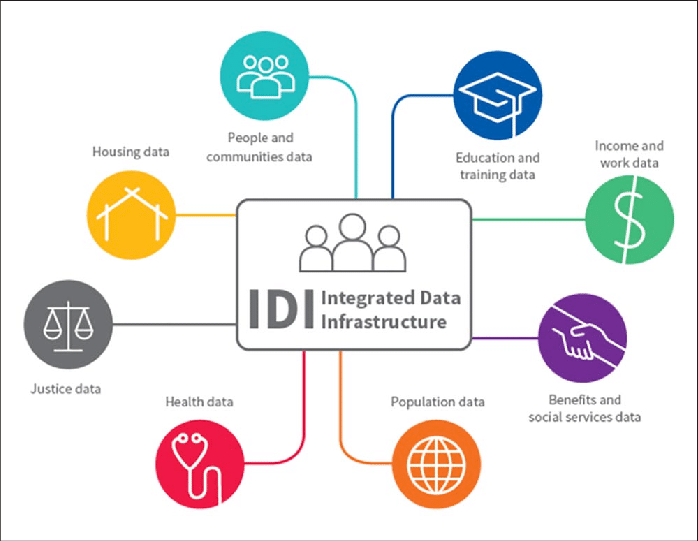 People and
communities data
Education and
training data
Housing data
Income and
work data
IDI Integrated Data
Infrastructure
Justice data
Benefits and
social services data
Health data
Population data